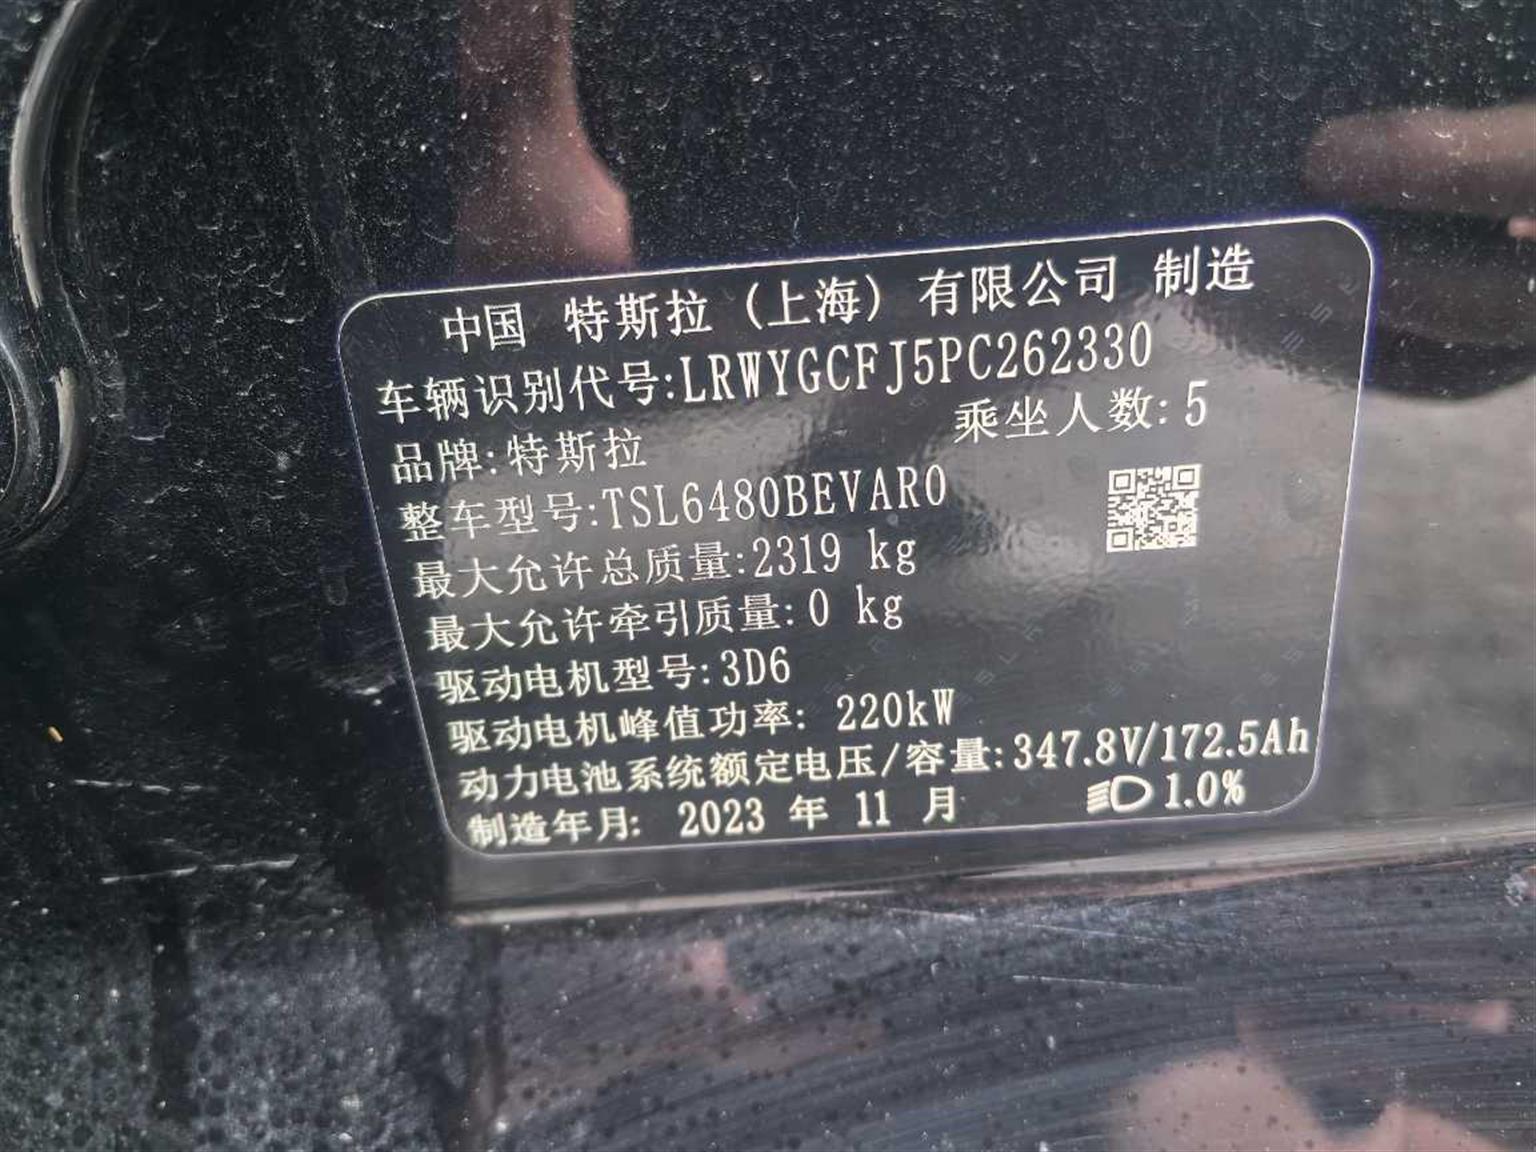 中国 特斯拉（上海）有限公司 制造
车辆识别代号:LRWYGCFJ5PC262330
品牌:特斯拉 乘坐人数:5
整车型号:TSL6480BEVAR0
最大允许总质量:2319 kg
最大允许牵引质量:0 kg
驱动电机型号:3D6
驱动电机峰值功率: 220kW
动力电池系统额定电压/容量:347.8V/172.5Ah
制造年月: 2023 年 11 月 1.0%